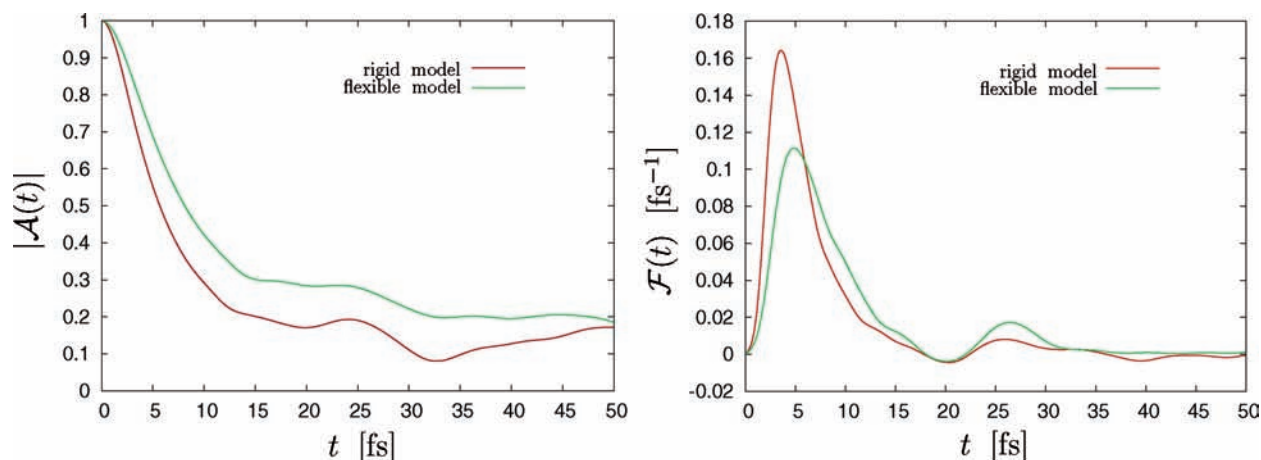 1
0.9
0.8
0.7
0.6
0.5
0.4
0.3
0.2
0.1
0
|A(t)|
rigid model
flexible model
0 5 10 15 20 25 30 35 40 45 50
t [fs]
0.18
0.16
0.14
0.12
0.10
0.08
0.06
0.04
0.02
0
-0.02
F(t) [fs⁻¹]
rigid model
flexible model
0 5 10 15 20 25 30 35 40 45 50
t [fs]